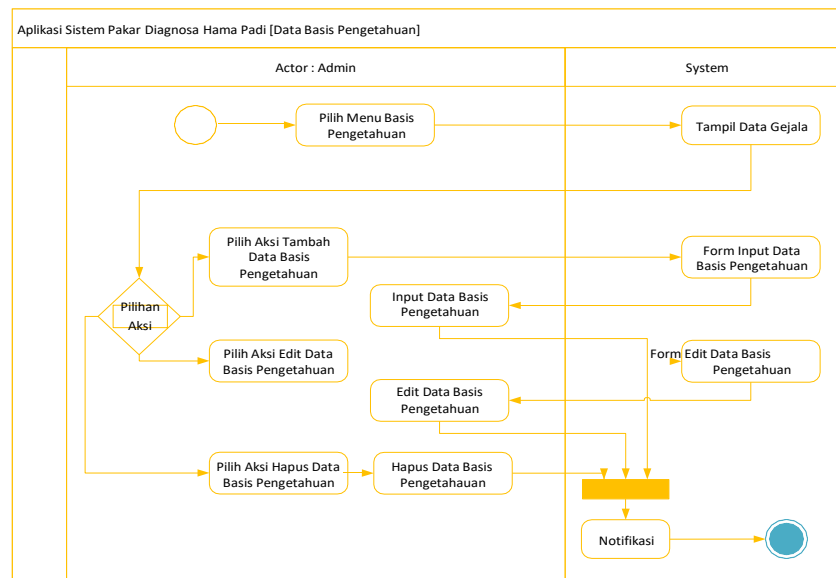 Aplikasi Sistem Pakar Diagnosa Hama Padi [Data Basis Pengetahuan]
Actor : Admin
System
Pilih Menu Basis
Pengetahuan
Tampil Data Gejala
Pilih Aksi Tambah
Data Basis
Pengetahuan
Form Input Data
Basis Pengetahuan
Pilihan
Aksi
Input Data Basis
Pengetahuan
Pilih Aksi Edit Data
Basis Pengetahuan
Form Edit Data Basis
Pengetahuan
Edit Data Basis
Pengetahuan
Pilih Aksi Hapus Data
Basis Pengetahuan
Hapus Data Basis
Pengetahauan
Notifikasi